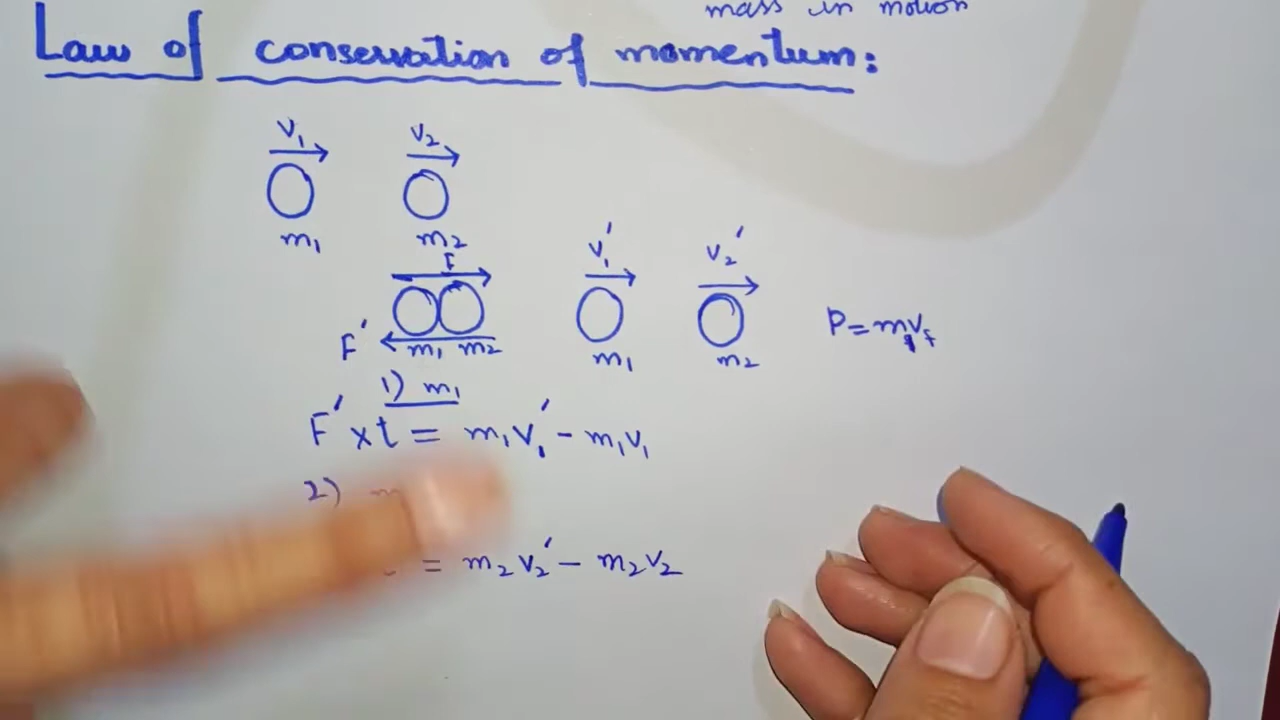 mass in motion
Law of conservation of momentum:
V₁ V₂
m₁ m₂
F
F′ m₁ m₂
V₁′ V₂′
m₁ m₂
P = mv
1) m₁
F′ × t = m₁V₁′ - m₁V₁
2) m
= m₂V₂′ - m₂V₂